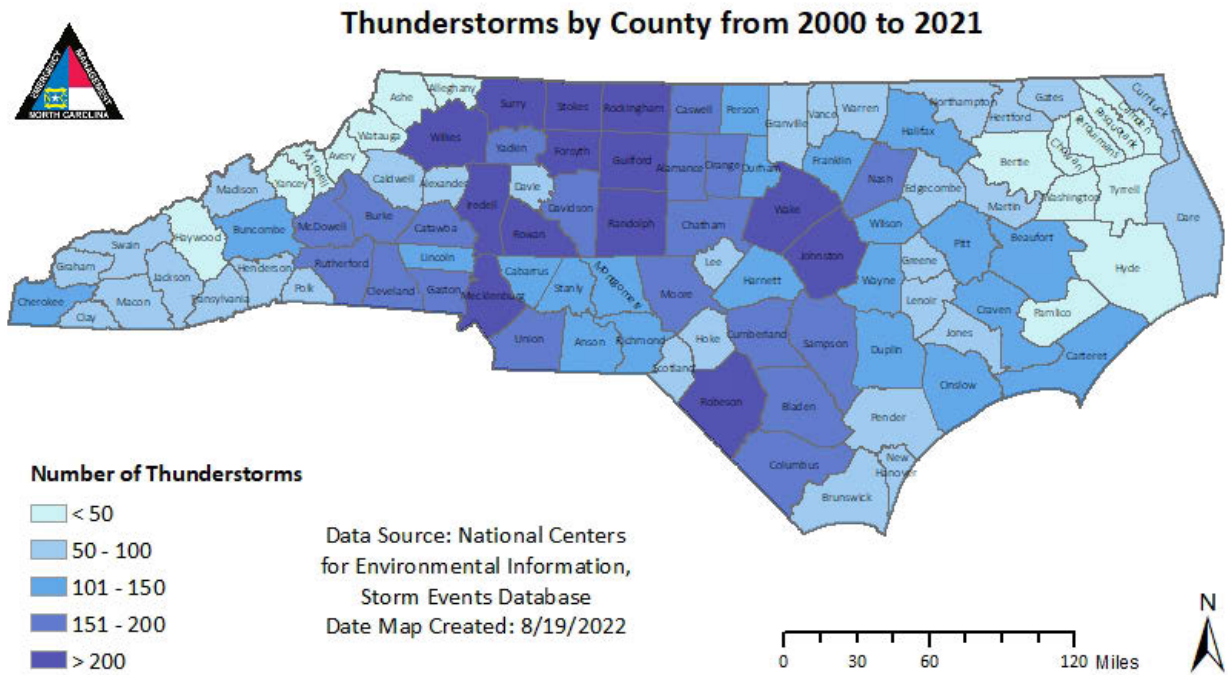 Thunderstorms by County from 2000 to 2021
EMERGENCY
MANAGEMENT
NORTH CAROLINA
Ashe
Alleghany
Surry
Stokes
Rockingham
Caswell
Person
Granville
Vance
Warren
Northampton
Gates
Hertford
Currituck
Camden
Pasquotank
Perquimans
Chowan
Watauga
Wilkes
Yadkin
Forsyth
Guilford
Alamance
Orange
Durham
Franklin
Halifax
Bertie
Avery
Mitchell
Yancey
Madison
Caldwell
Alexander
Iredell
Davie
Davidson
Randolph
Chatham
Wake
Nash
Edgecombe
Martin
Washington
Tyrrell
Dare
Haywood
Buncombe
McDowell
Burke
Catawba
Rowan
Johnston
Wilson
Pitt
Beaufort
Hyde
Swain
Graham
Jackson
Henderson
Rutherford
Lincoln
Cabarrus
Stanly
Montgomery
Moore
Lee
Harnett
Wayne
Greene
Lenoir
Craven
Pamlico
Cherokee
Clay
Macon
Transylvania
Polk
Cleveland
Gaston
Mecklenburg
Union
Anson
Richmond
Hoke
Scotland
Cumberland
Sampson
Duplin
Jones
Onslow
Carteret
Robeson
Bladen
Pender
Columbus
Brunswick
New
Hanover
Number of Thunderstorms
< 50
50 - 100
101 - 150
151 - 200
> 200
Data Source: National Centers
for Environmental Information,
Storm Events Database
Date Map Created: 8/19/2022
0 30 60 120 Miles
N